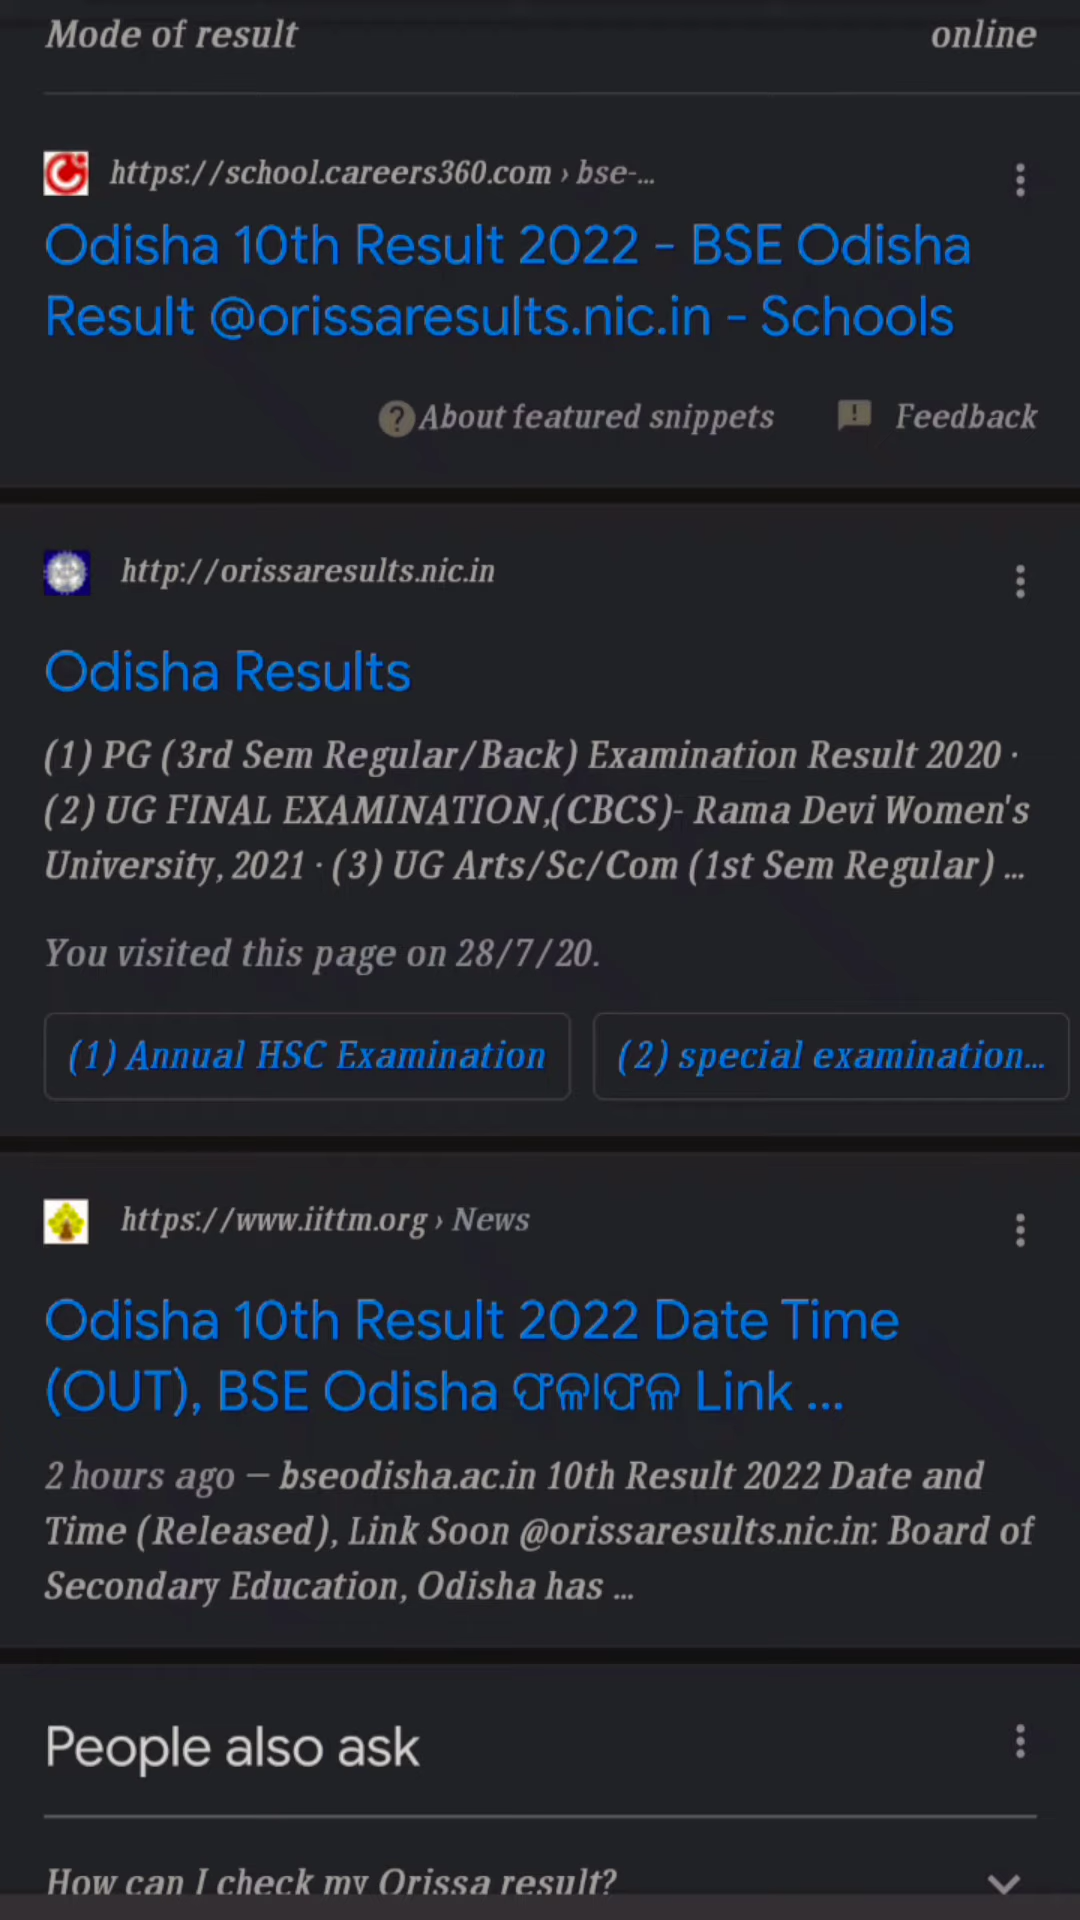 Mode of result online
https://school.careers360.com › bse-...
Odisha 10th Result 2022 - BSE Odisha
Result @orissaresults.nic.in - Schools
About featured snippets Feedback
http://orissaresults.nic.in
Odisha Results
(1) PG (3rd Sem Regular/Back) Examination Result 2020 ·
(2) UG FINAL EXAMINATION,(CBCS)- Rama Devi Women's
University, 2021 · (3) UG Arts/Sc/Com (1st Sem Regular) ...
You visited this page on 28/7/20.
(1) Annual HSC Examination (2) special examination...
https://www.iittm.org › News
Odisha 10th Result 2022 Date Time
(OUT), BSE Odisha ଫଳାଫଳ Link ...
2 hours ago — bseodisha.ac.in 10th Result 2022 Date and
Time (Released), Link Soon @orissaresults.nic.in: Board of
Secondary Education, Odisha has ...
People also ask
How can I check my Orissa result?